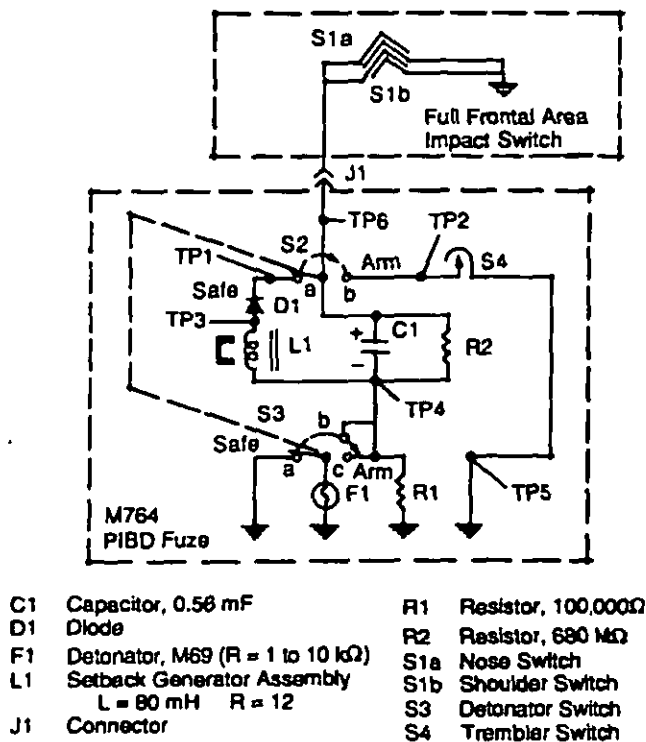 S1a
S1b
Full Frontal Area
Impact Switch
J1
TP6
TP2
S2
TP1
Arm
S4
a
b
Safe
D1
TP3
C1
+
L1
R2
−
TP4
S3
b
Safe
a
c
Arm
F1
R1
TP5
M764
PIBD Fuze
C1 Capacitor, 0.56 mF
D1 Diode
F1 Detonator, M69 (R = 1 to 10 kΩ)
L1 Setback Generator Assembly
L = 80 mH R = 12
J1 Connector
R1 Resistor, 100,000Ω
R2 Resistor, 680 MΩ
S1a Nose Switch
S1b Shoulder Switch
S3 Detonator Switch
S4 Trembler Switch